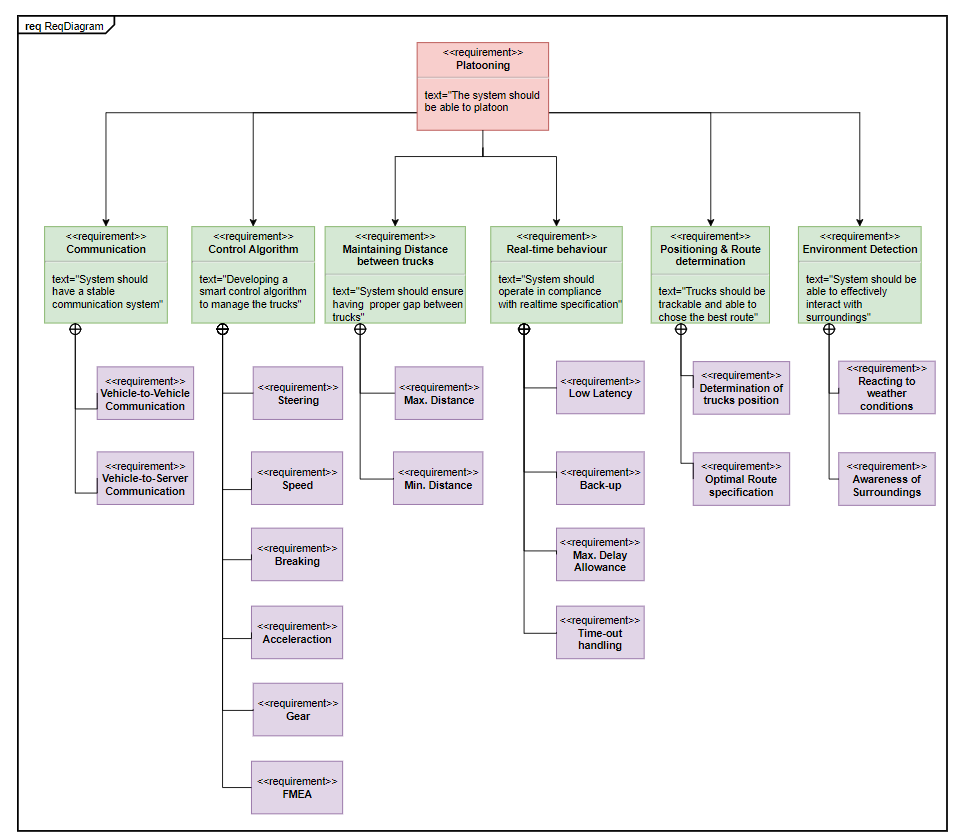 req ReqDiagram
<<requirement>>
Platooning
text="The system should
be able to platoon
<<requirement>>
Communication
text="System should
have a stable
communication system"
<<requirement>>
Control Algorithm
text="Developing a
smart control algorithm
to manage the trucks"
<<requirement>>
Maintaining Distance
between trucks
text="System should ensure
having  proper gap between
trucks"
<<requirement>>
Real-time behaviour
text="System should
operate in compliance
with realtime specification"
<<requirement>>
Positioning & Route
determination
text="Trucks should be
trackable and able to
chose the best route"
<<requirement>>
Environment Detection
text="System should be
able to effectively
interact with
surroundings"
<<requirement>>
Vehicle-to-Vehicle
Communication
<<requirement>>
Vehicle-to-Server
Communication
<<requirement>>
Steering
<<requirement>>
Speed
<<requirement>>
Breaking
<<requirement>>
Acceleraction
<<requirement>>
Gear
<<requirement>>
FMEA
<<requirement>>
Max. Distance
<<requirement>>
Min. Distance
<<requirement>>
Low Latency
<<requirement>>
Back-up
<<requirement>>
Max. Delay
Allowance
<<requirement>>
Time-out
handling
<<requirement>>
Determination of
trucks position
<<requirement>>
Optimal Route
specification
<<requirement>>
Reacting to
weather
conditions
<<requirement>>
Awareness of
Surroundings